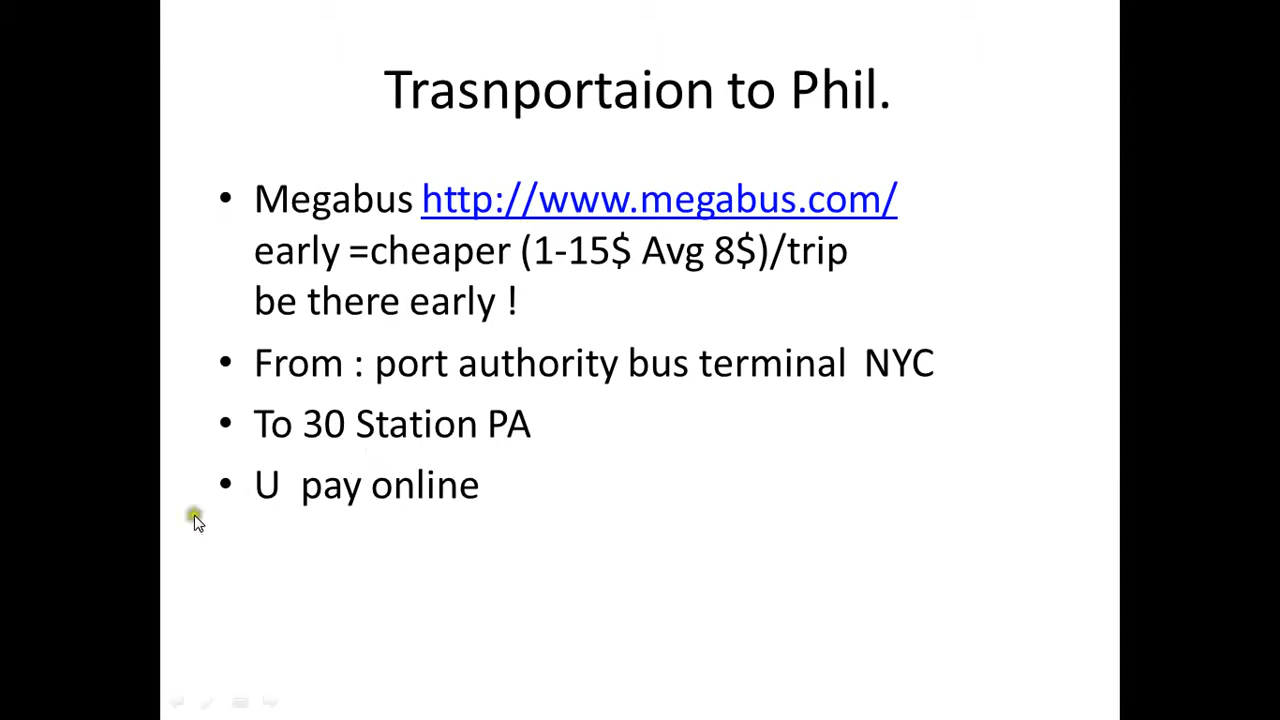 Trasnportaion to Phil.
• Megabus http://www.megabus.com/
early =cheaper (1-15$ Avg 8$)/trip
be there early !
• From : port authority bus terminal  NYC
• To 30 Station PA
• U  pay online